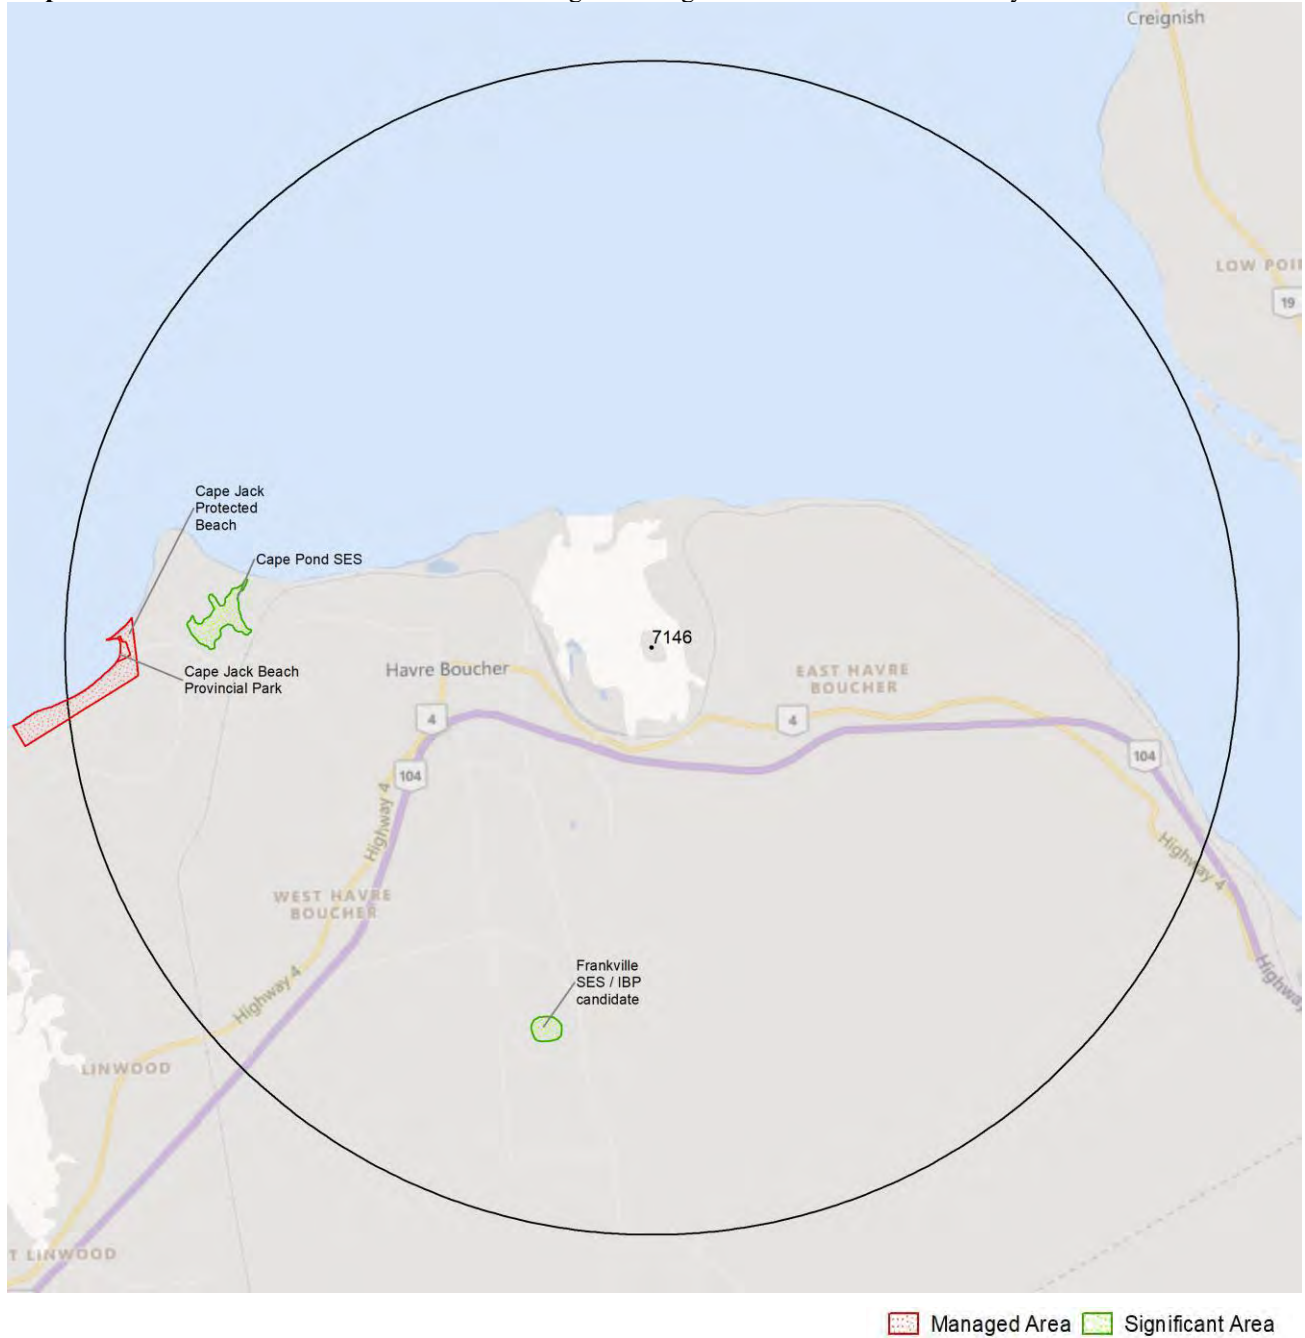 Creignish
LOW POI
19
Cape Jack
Protected
Beach
Cape Pond SES
7146
Cape Jack Beach
Provincial Park
Havre Boucher
EAST HAVRE
BOUCHER
4
4
104
104
Highway 4
Highway 4
WEST HAVRE
BOUCHER
Frankville
SES / IBP
candidate
Highway
Highway 4
LINWOOD
T LINWOOD
Managed Area
Significant Area